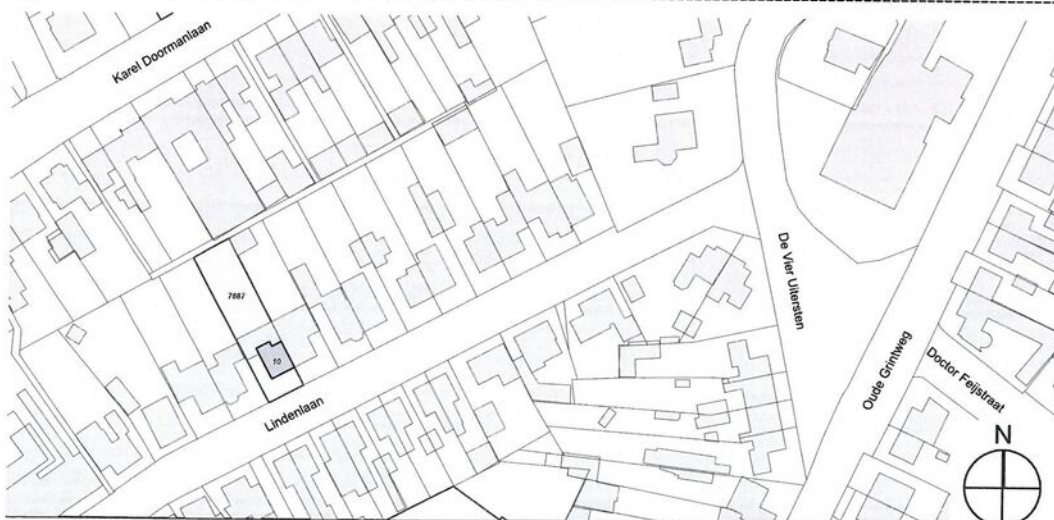 Karel Doormanlaan
7887
10
Lindenlaan
De Vier Uitersten
Oude Grintweg
Doctor Feijstraat
N